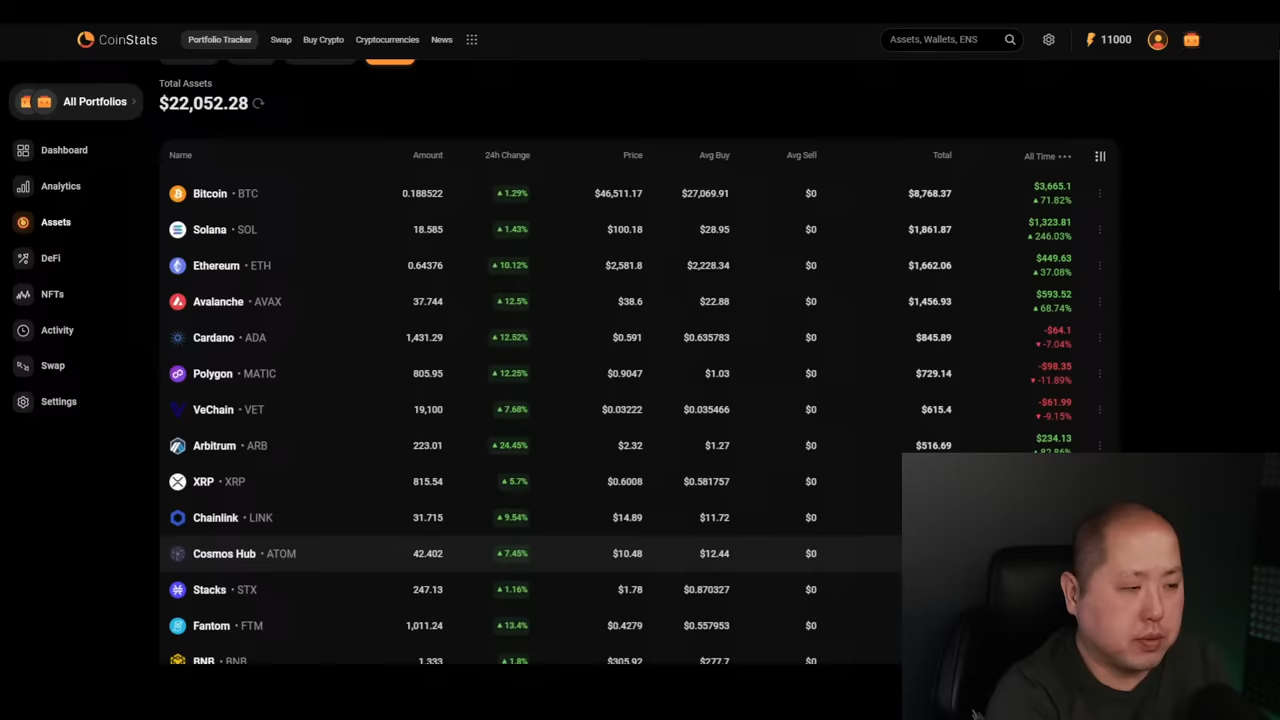 CoinStats Portfolio Tracker Swap Buy Crypto Cryptocurrencies News Assets, Wallets, ENS 11000
Total Assets
$22,052.28
All Portfolios
Dashboard
Analytics
Assets
DeFi
NFTs
Activity
Swap
Settings
Name Amount 24h Change Price Avg Buy Avg Sell Total All Time
Bitcoin • BTC 0.188522 ▲ 1.29% $46,511.17 $27,069.91 $0 $8,768.37 $3,665.1
▲ 71.82%
Solana • SOL 18.585 ▲ 1.43% $100.18 $28.95 $0 $1,861.87 $1,323.81
▲ 246.03%
Ethereum • ETH 0.64376 ▲ 10.12% $2,581.8 $2,228.34 $0 $1,662.06 $449.63
▲ 37.08%
Avalanche • AVAX 37.744 ▲ 12.5% $38.6 $22.88 $0 $1,456.93 $593.52
▲ 68.74%
Cardano • ADA 1,431.29 ▲ 12.52% $0.591 $0.635783 $0 $845.89 -$64.1
▼ -7.04%
Polygon • MATIC 805.95 ▲ 12.25% $0.9047 $1.03 $0 $729.14 -$98.35
▼ -11.89%
VeChain • VET 19,100 ▲ 7.68% $0.03222 $0.035466 $0 $615.4 -$61.99
▼ -9.15%
Arbitrum • ARB 223.01 ▲ 24.45% $2.32 $1.27 $0 $516.69 $234.13
XRP • XRP 815.54 ▲ 5.7% $0.6008 $0.581757 $0
Chainlink • LINK 31.715 ▲ 9.54% $14.89 $11.72 $0
Cosmos Hub • ATOM 42.402 ▲ 7.45% $10.48 $12.44 $0
Stacks • STX 247.13 ▲ 1.16% $1.78 $0.870327 $0
Fantom • FTM 1,011.24 ▲ 13.4% $0.4279 $0.557953 $0
BNB • BNB 1.333 ▲ 1.8% $305.92 $277.7 $0